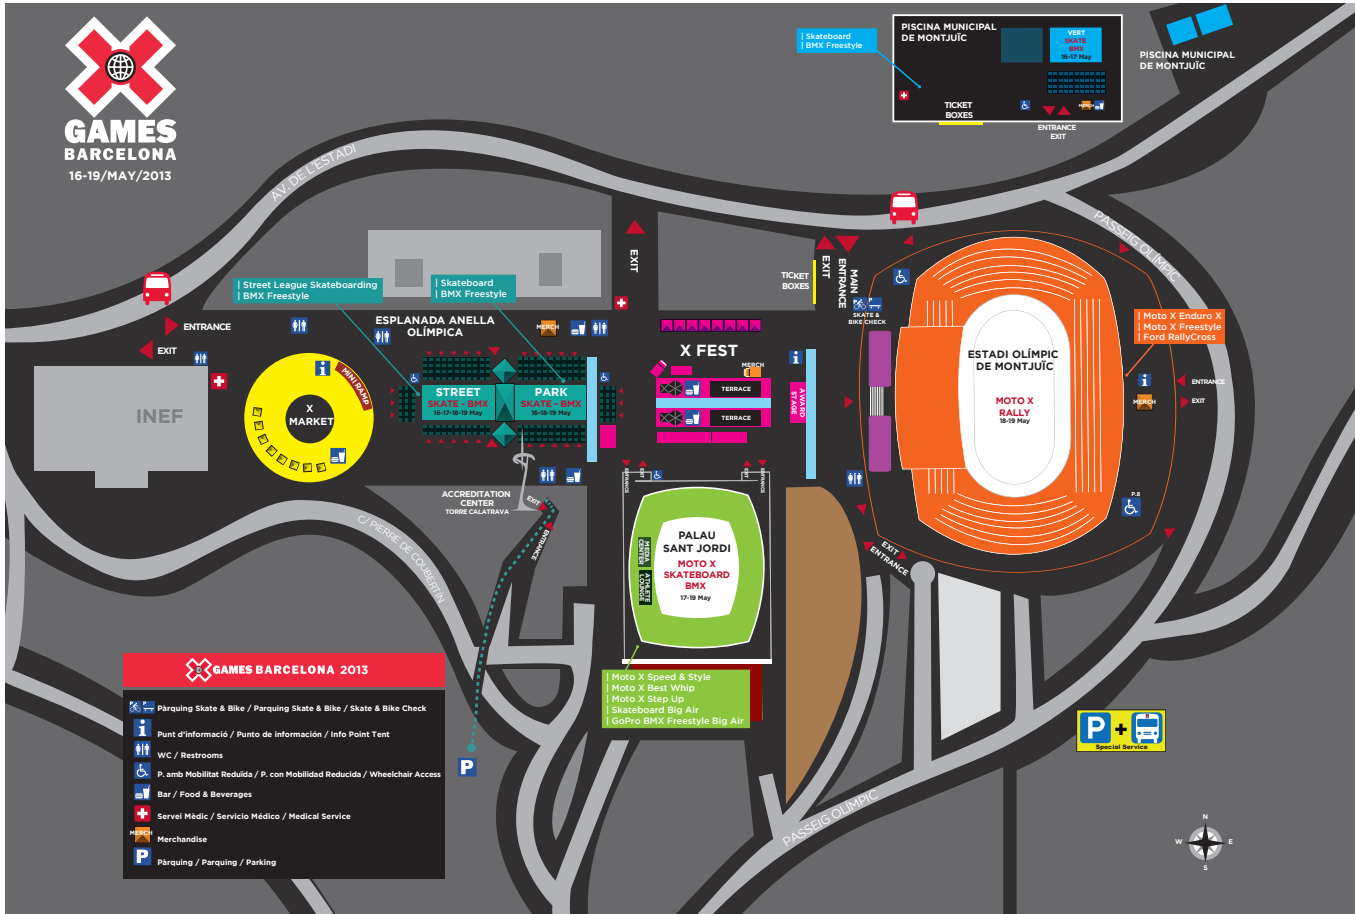 GAMES
BARCELONA
16-19/MAY/2013
AV. DE L'ESTADI
| Skateboard
| BMX Freestyle
PISCINA MUNICIPAL
DE MONTJUÏC
VERT
SKATE
BMX
16-17 May
TICKET
BOXES
MERCH
ENTRANCE
EXIT
PISCINA MUNICIPAL
DE MONTJUÏC
PASSEIG OLÍMPIC
EXIT
TICKET
BOXES
EXIT
MAIN
ENTRANCE
SKATE &
BIKE CHECK
| Street League Skateboarding
| BMX Freestyle
| Skateboard
| BMX Freestyle
ENTRANCE
EXIT
ESPLANADA ANELLA
OLÍMPICA
MERCH
X FEST
MERCH
TERRACE
TERRACE
AWARD
STAGE
INEF
X
MARKET
MINI RAMP
STREET
SKATE - BMX
16-17-18-19 May
PARK
SKATE - BMX
16-18-19 May
ESTADI OLÍMPIC
DE MONTJUÏC
MOTO X
RALLY
18-19 May
| Moto X Enduro X
| Moto X Freestyle
| Ford RallyCross
ENTRANCE
MERCH
EXIT
P.8
EXIT
ENTRANCE
ACCREDITATION
CENTER
TORRE CALATRAVA
EXIT
ENTRANCE
C/ PIERRE DE COUBERTIN
ENTRANCE
EXIT
EXIT
ENTRANCE
PALAU
SANT JORDI
MOTO X
SKATEBOARD
BMX
17-19 May
MEDIA
CENTER
ATHLETE
LOUNGE
| Moto X Speed & Style
| Moto X Best Whip
| Moto X Step Up
| Skateboard Big Air
| GoPro BMX Freestyle Big Air
P
P +
Special Service
PASSEIG OLÍMPIC
N
W E
S
GAMES BARCELONA 2013
Pàrquing Skate & Bike / Parquing Skate & Bike / Skate & Bike Check
i Punt d'informació / Punto de información / Info Point Tent
WC / Restrooms
P. amb Mobilitat Reduïda / P. con Mobilidad Reducida / Wheelchair Access
Bar / Food & Beverages
Servei Mèdic / Servicio Médico / Medical Service
MERCH Merchandise
P Pàrquing / Parquing / Parking